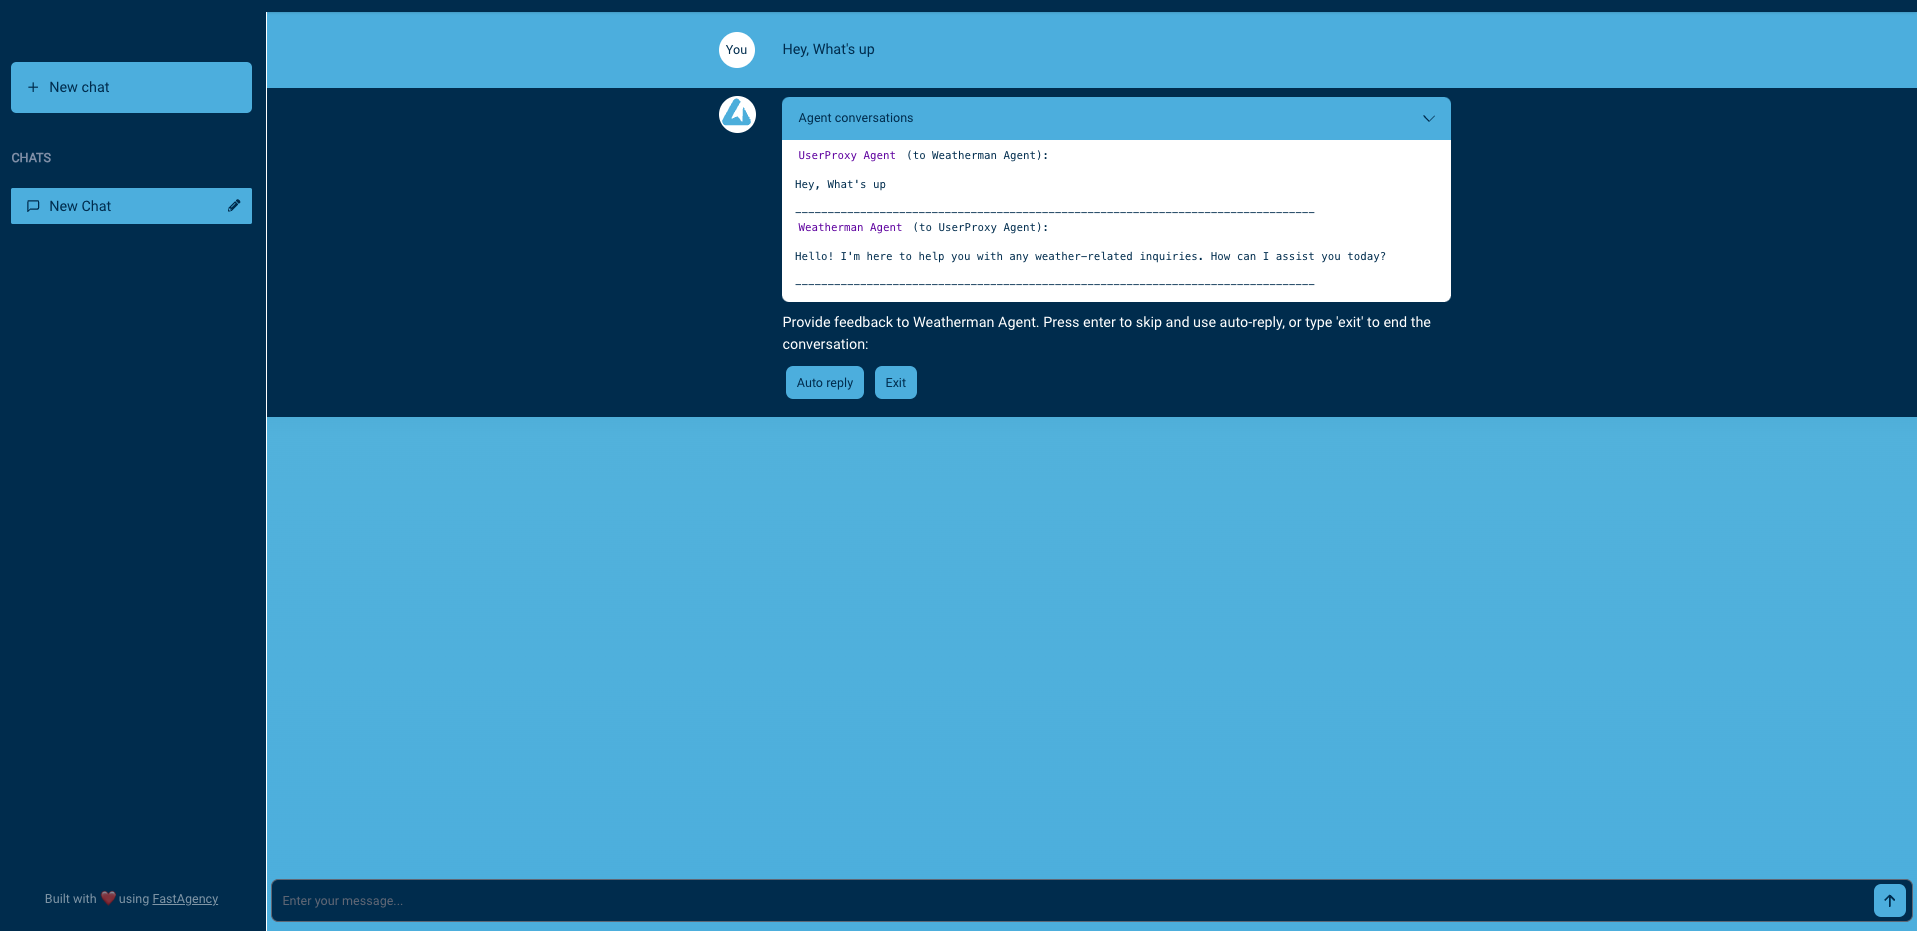 New chat
CHATS
New Chat
Built with ❤️ using FastAgency
You
Hey, What's up
Agent conversations
UserProxy Agent (to Weatherman Agent):
Hey, What's up
--------------------------------------------------------------------------------
Weatherman Agent (to UserProxy Agent):
Hello! I'm here to help you with any weather-related inquiries. How can I assist you today?
--------------------------------------------------------------------------------
Provide feedback to Weatherman Agent. Press enter to skip and use auto-reply, or type 'exit' to end the
conversation:
Auto reply
Exit
Enter your message...